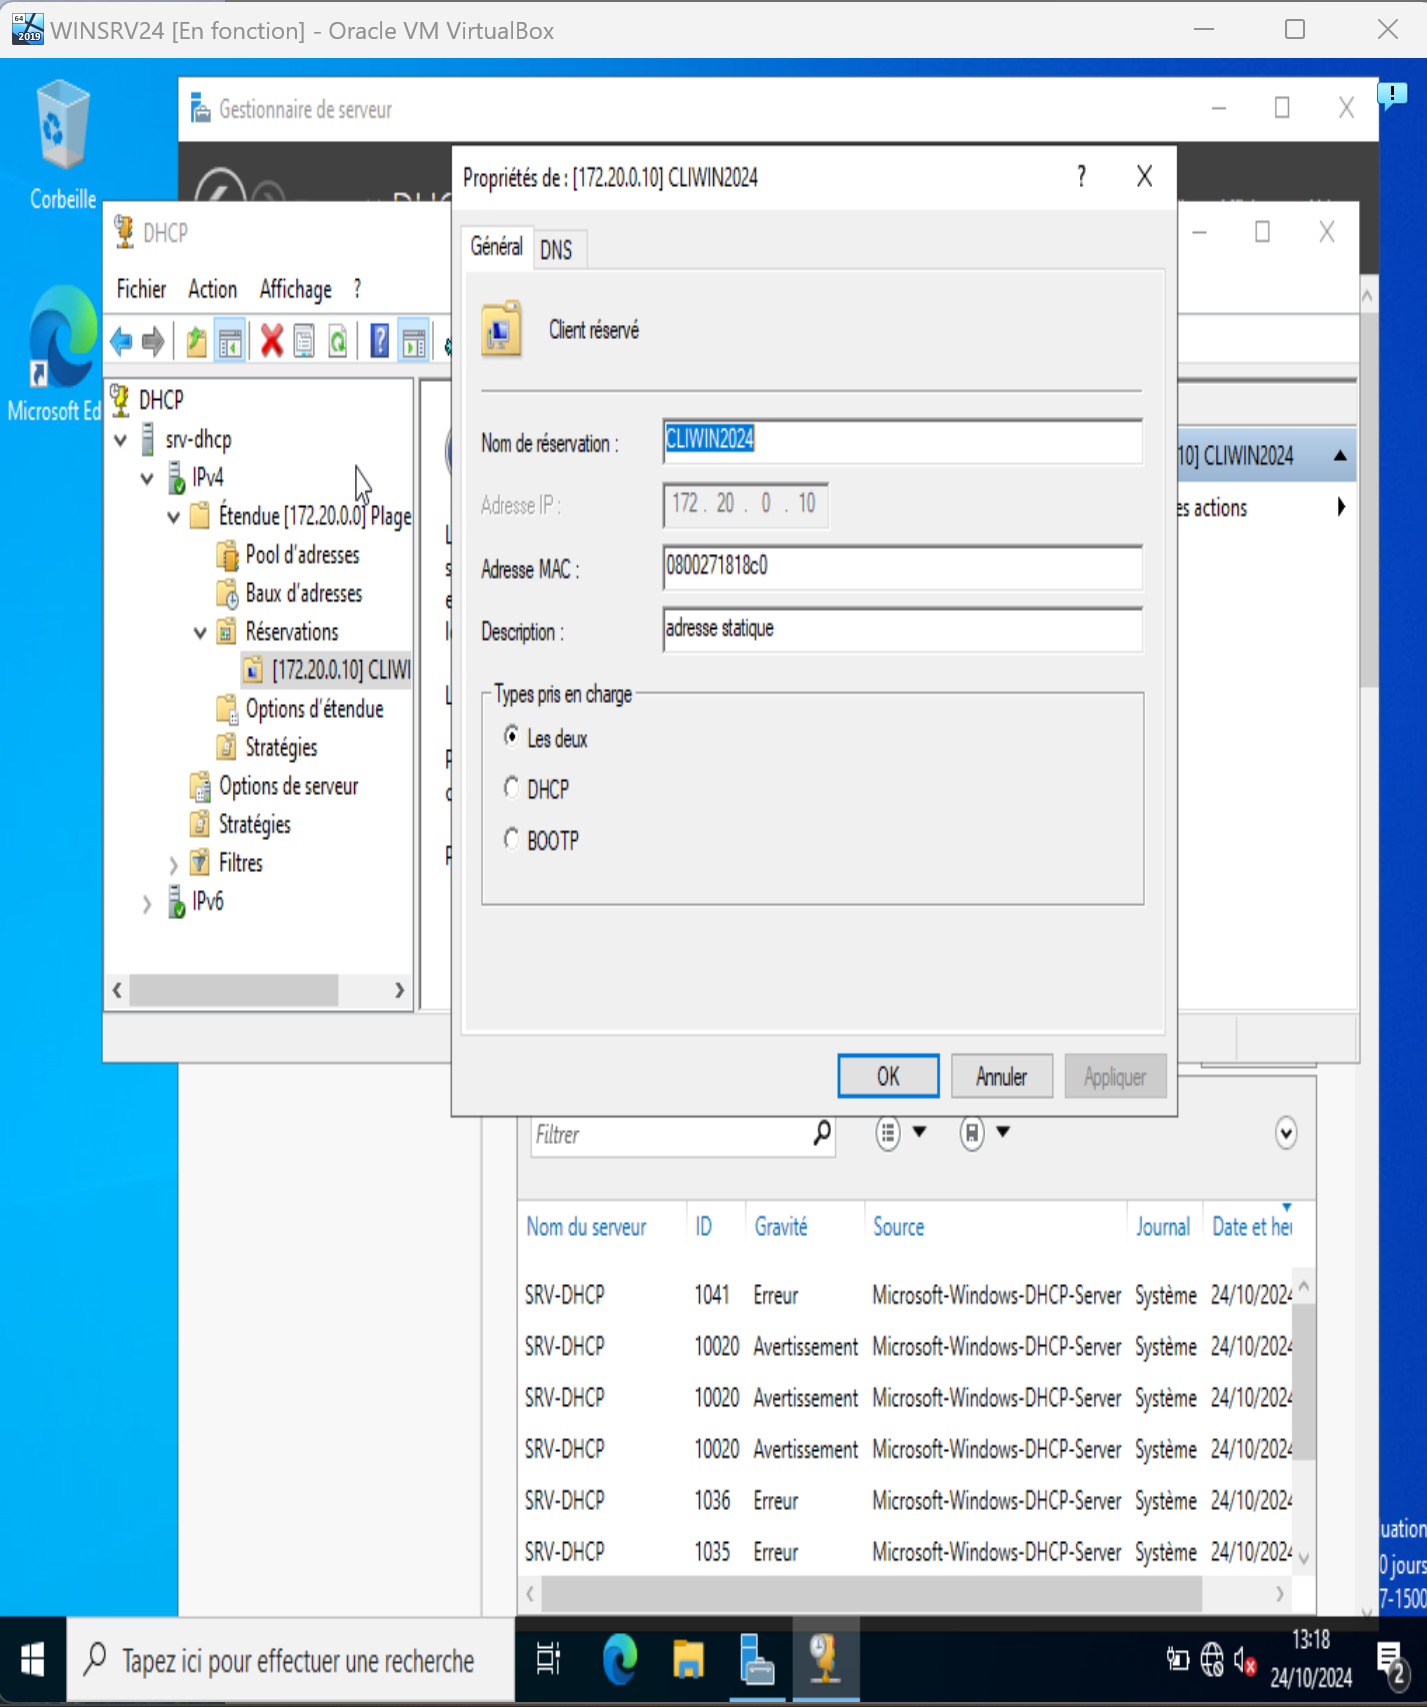 WINSRV24 [En fonction] - Oracle VM VirtualBox
Corbeille
Microsoft Ed
Gestionnaire de serveur
DHCP
Fichier Action Affichage ?
DHCP
srv-dhcp
IPv4
Étendue [172.20.0.0] Plage
Pool d'adresses
Baux d'adresses
Réservations
[172.20.0.10] CLIWI
Options d'étendue
Stratégies
Options de serveur
Stratégies
Filtres
IPv6
Propriétés de : [172.20.0.10] CLIWIN2024
?
Général
DNS
Client réservé
Nom de réservation :
CLIWIN2024
Adresse IP :
172 . 20 . 0 . 10
Adresse MAC :
0800271818c0
Description :
adresse statique
Types pris en charge
Les deux
DHCP
BOOTP
OK
Annuler
Appliquer
10] CLIWIN2024
es actions
Filtrer
Nom du serveur ID Gravité Source Journal Date et heu
SRV-DHCP 1041 Erreur Microsoft-Windows-DHCP-Server Système 24/10/2024
SRV-DHCP 10020 Avertissement Microsoft-Windows-DHCP-Server Système 24/10/2024
SRV-DHCP 10020 Avertissement Microsoft-Windows-DHCP-Server Système 24/10/2024
SRV-DHCP 10020 Avertissement Microsoft-Windows-DHCP-Server Système 24/10/2024
SRV-DHCP 1036 Erreur Microsoft-Windows-DHCP-Server Système 24/10/2024
SRV-DHCP 1035 Erreur Microsoft-Windows-DHCP-Server Système 24/10/2024
uation
0 jours
7-1500
Tapez ici pour effectuer une recherche
13:18
24/10/2024
2